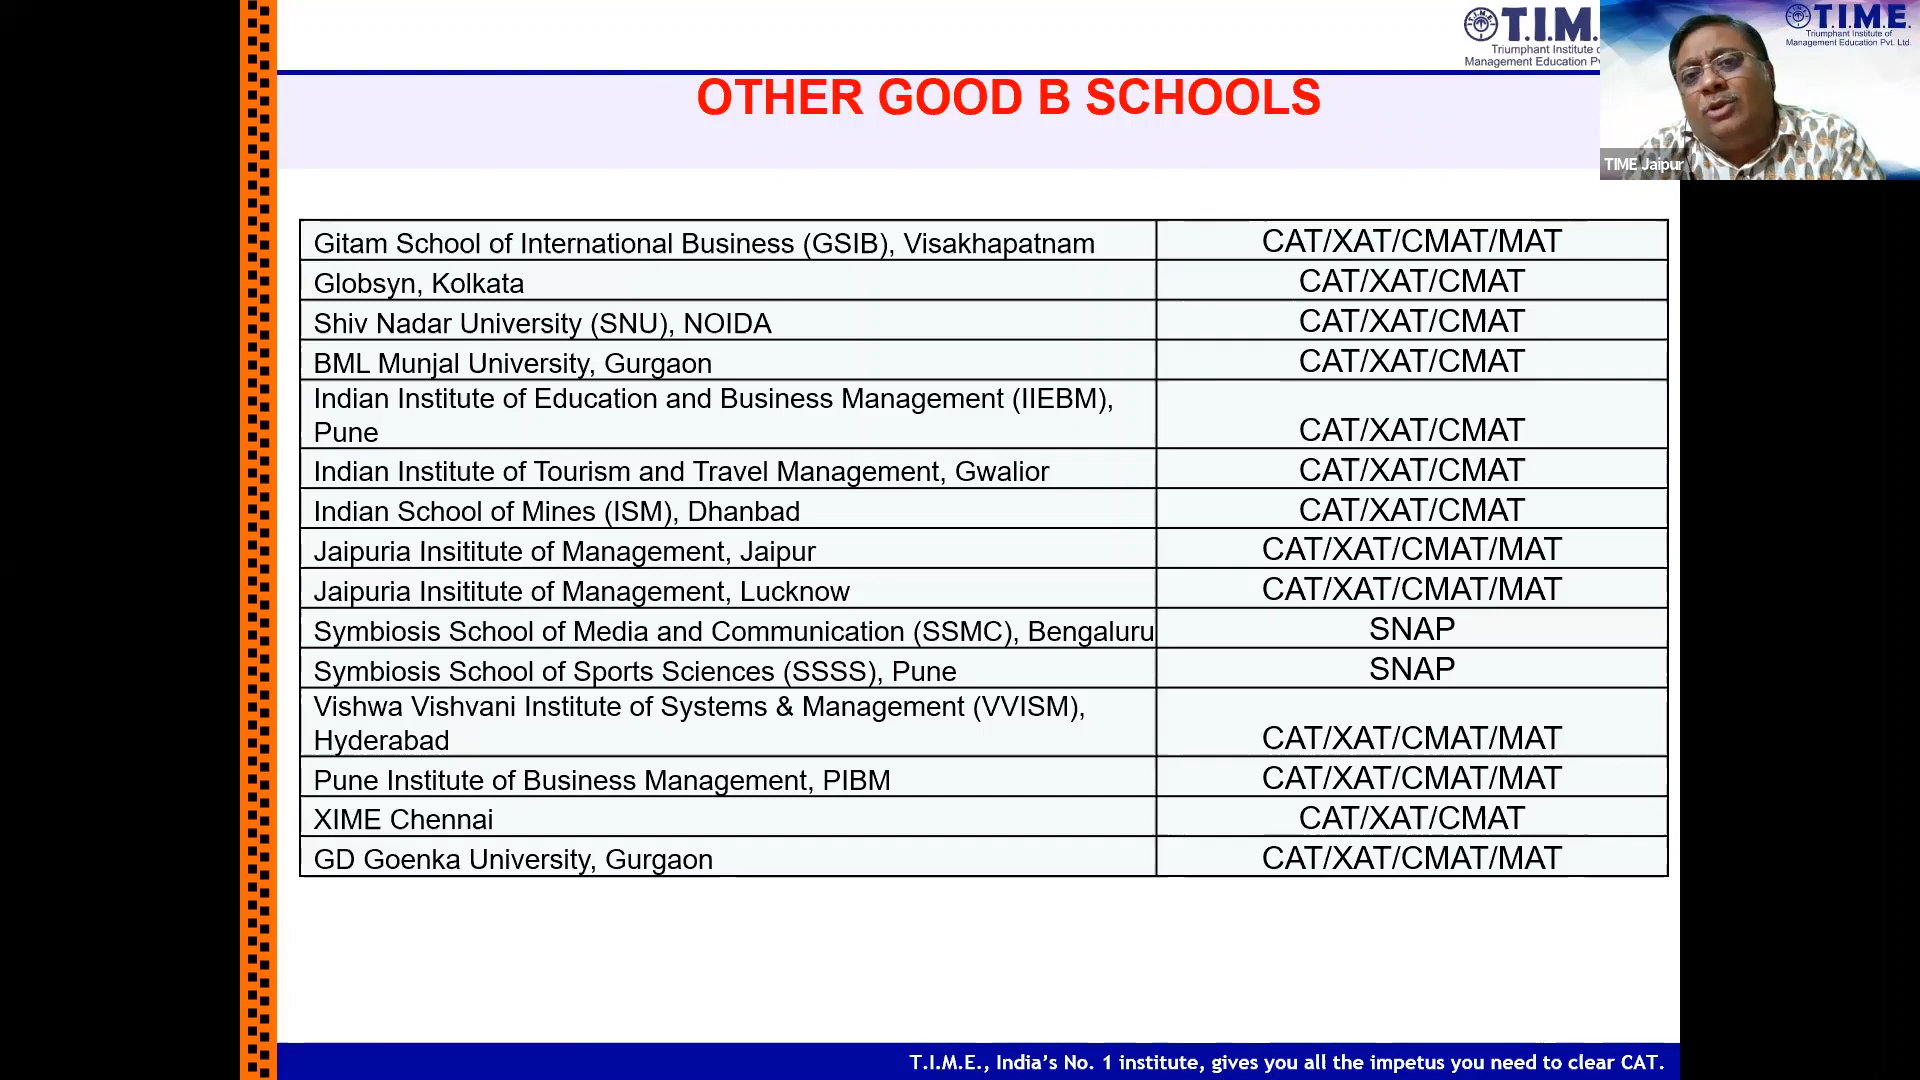 T.I.M.
Triumphant Institute
Management Education
T.I.M.E.
Triumphant Institute of
Management Education Pvt. Ltd.
OTHER GOOD B SCHOOLS
TIME Jaipur
Gitam School of International Business (GSIB), Visakhapatnam CAT/XAT/CMAT/MAT
Globsyn, Kolkata CAT/XAT/CMAT
Shiv Nadar University (SNU), NOIDA CAT/XAT/CMAT
BML Munjal University, Gurgaon CAT/XAT/CMAT
Indian Institute of Education and Business Management (IIEBM),
Pune CAT/XAT/CMAT
Indian Institute of Tourism and Travel Management, Gwalior CAT/XAT/CMAT
Indian School of Mines (ISM), Dhanbad CAT/XAT/CMAT
Jaipuria Insititute of Management, Jaipur CAT/XAT/CMAT/MAT
Jaipuria Insititute of Management, Lucknow CAT/XAT/CMAT/MAT
Symbiosis School of Media and Communication (SSMC), Bengaluru SNAP
Symbiosis School of Sports Sciences (SSSS), Pune SNAP
Vishwa Vishvani Institute of Systems & Management (VVISM),
Hyderabad CAT/XAT/CMAT/MAT
Pune Institute of Business Management, PIBM CAT/XAT/CMAT/MAT
XIME Chennai CAT/XAT/CMAT
GD Goenka University, Gurgaon CAT/XAT/CMAT/MAT
T.I.M.E., India’s No. 1 institute, gives you all the impetus you need to clear CAT.